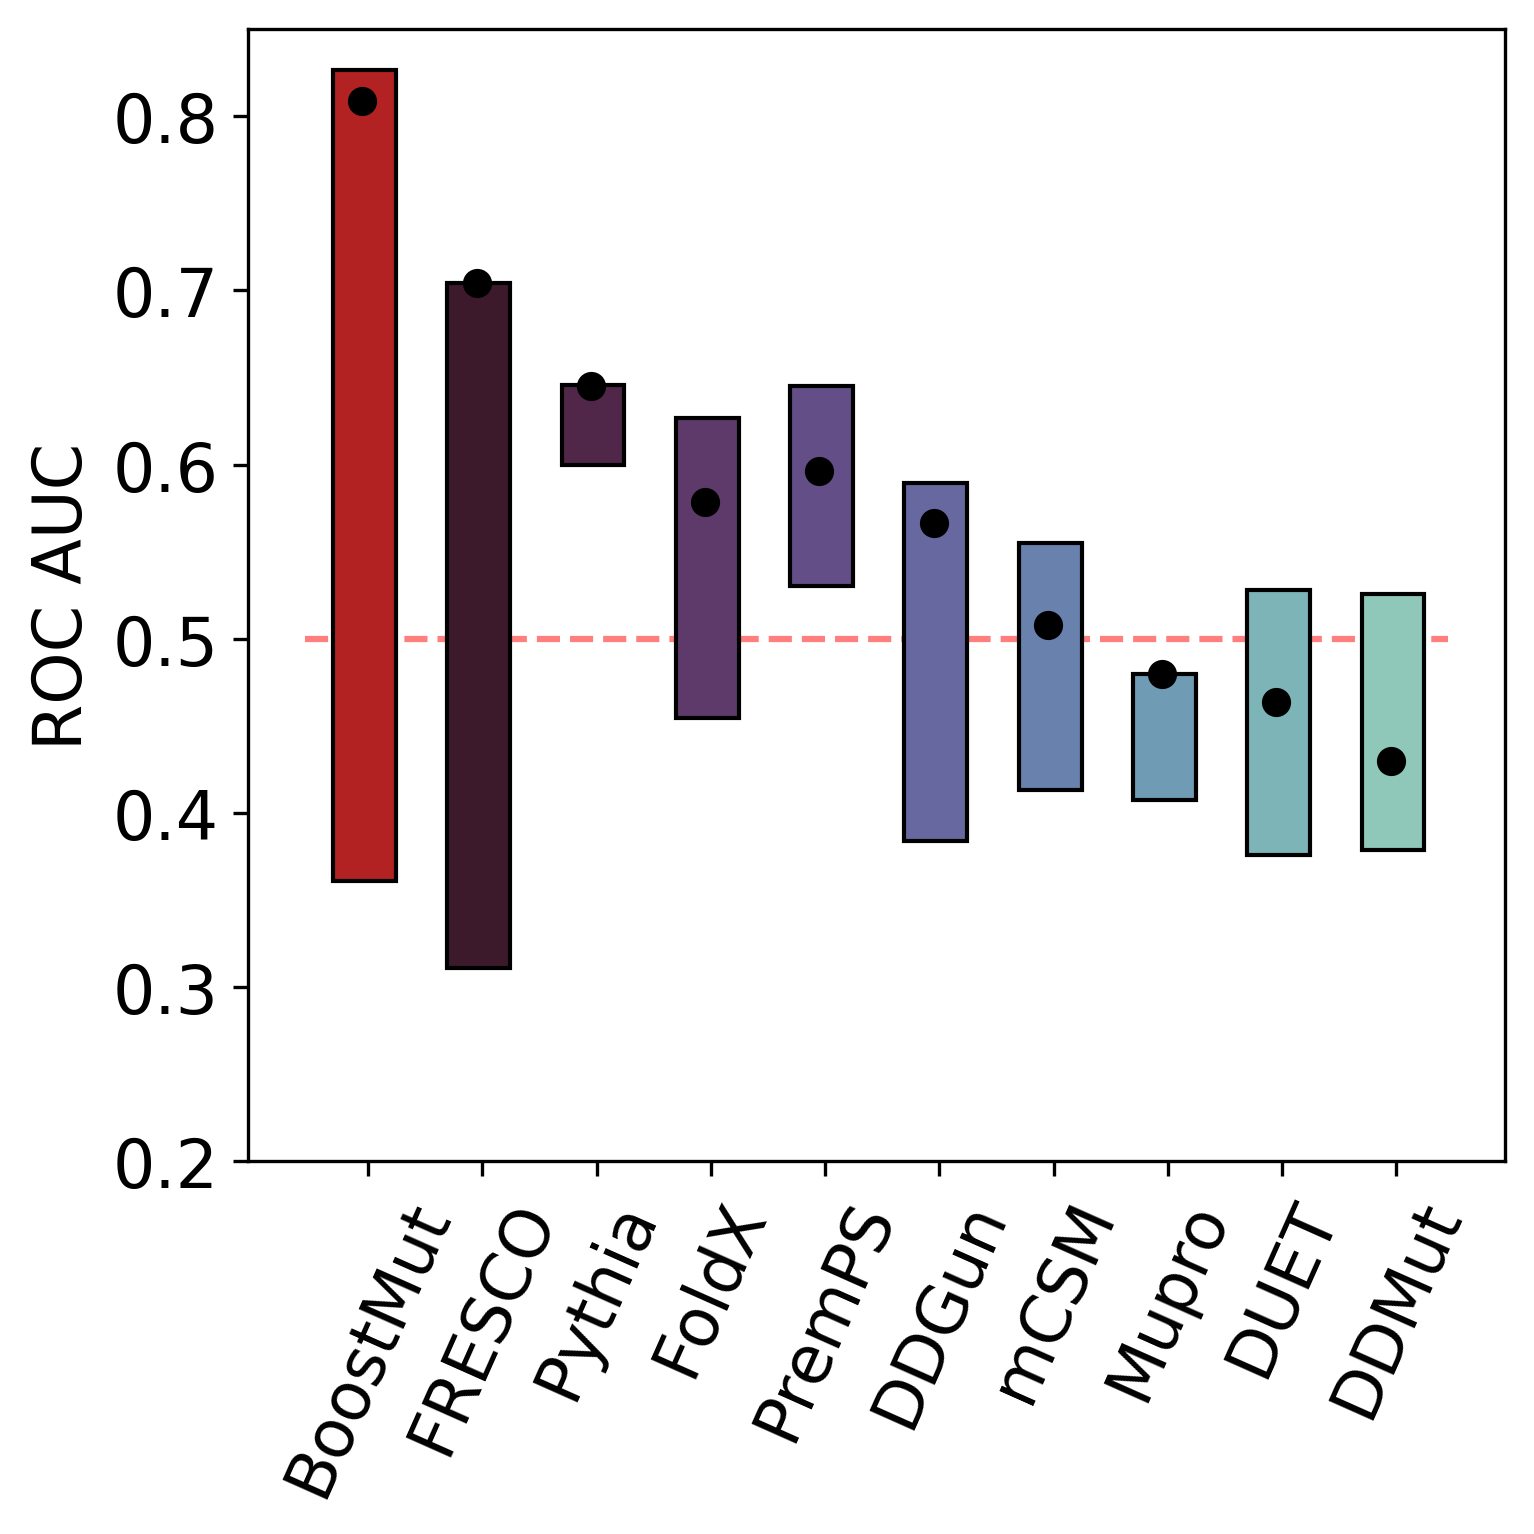 ROC AUC
0.8
0.7
0.6
0.5
0.4
0.3
0.2
BoostMut
FRESCO
Pythia
FoldX
PremPS
DDGun
mCSM
Mupro
DUET
DDMut